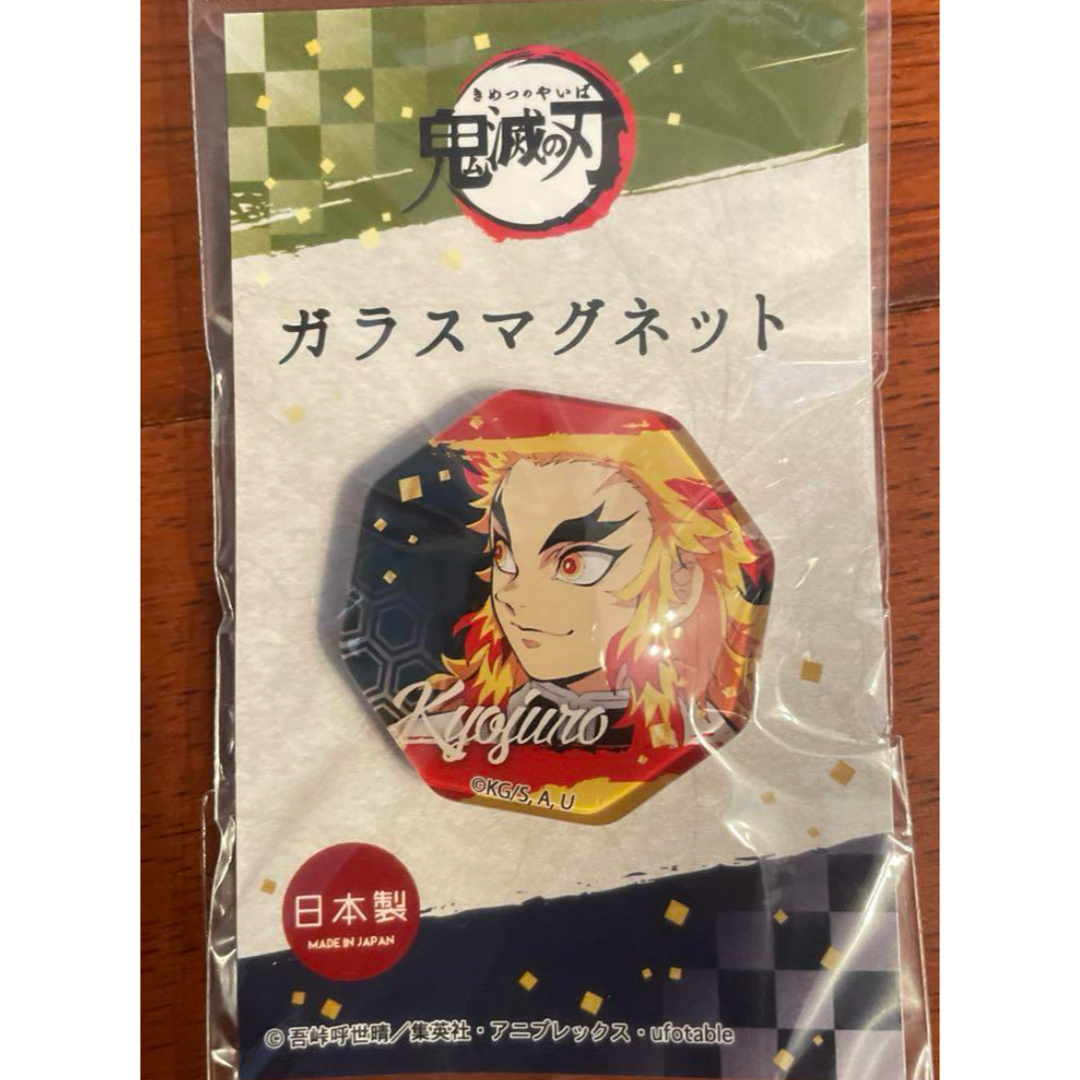 きめつのやいば
鬼滅の刃
ガラスマグネット
Kyojuro
©KG/S, A, U
日本製
MADE IN JAPAN
© 吾峠呼世晴／集英社・アニプレックス・ufotable